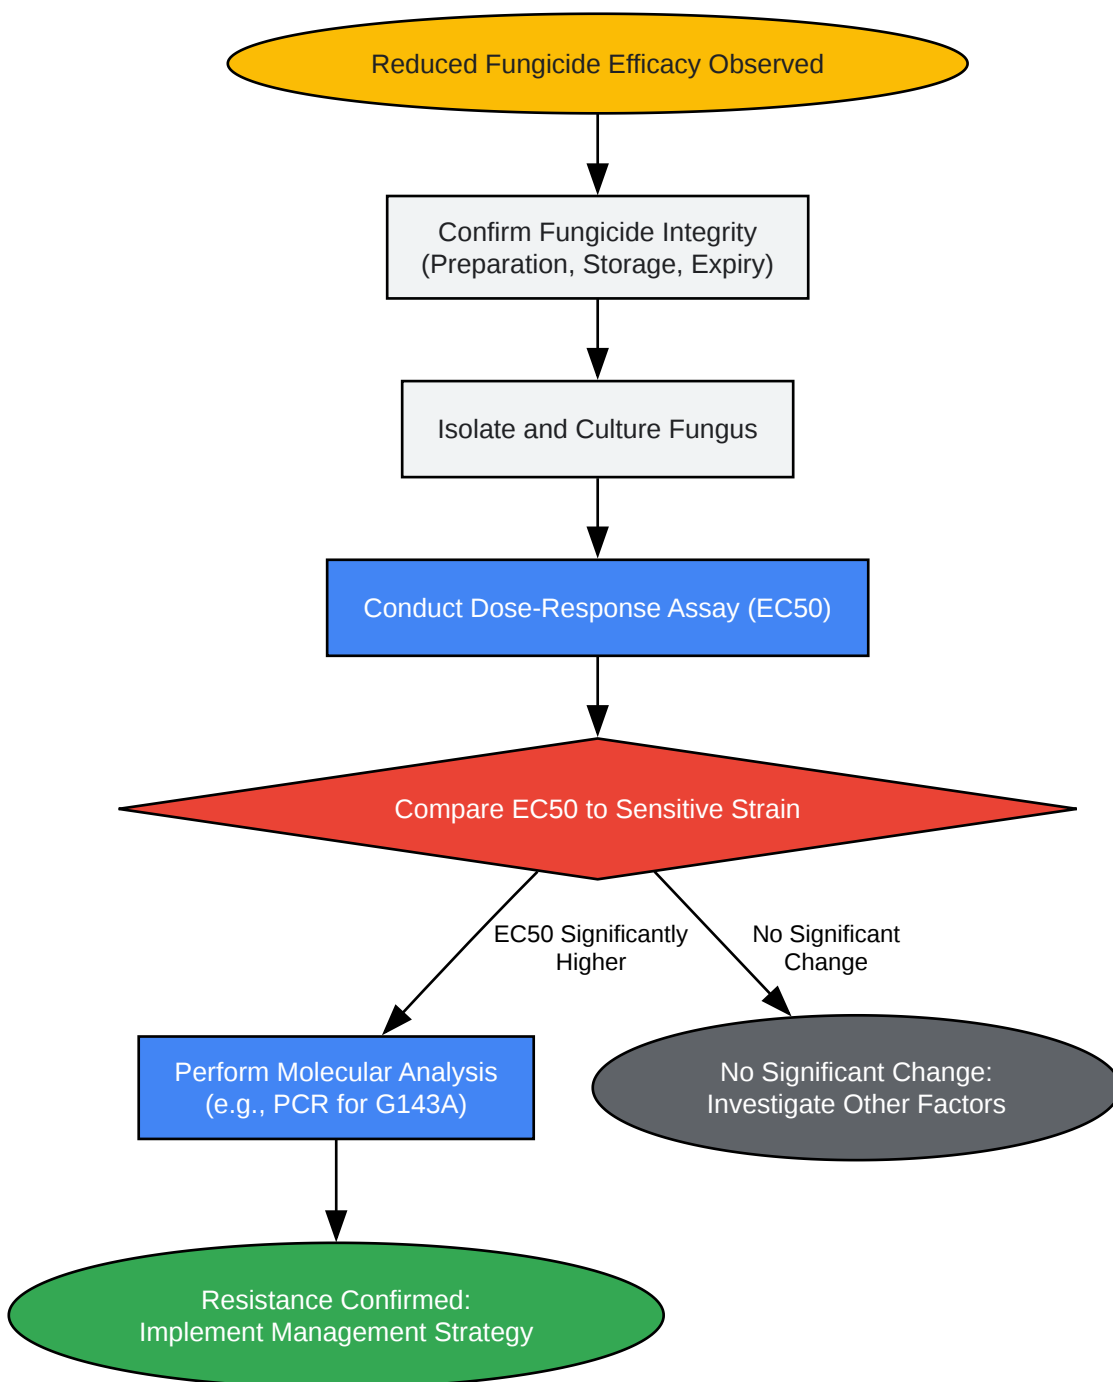 Reduced Fungicide Efficacy Observed
Confirm Fungicide Integrity
(Preparation, Storage, Expiry)
Isolate and Culture Fungus
Conduct Dose-Response Assay (EC50)
Compare EC50 to Sensitive Strain
EC50 Significantly
Higher
No Significant
Change
Perform Molecular Analysis
(e.g., PCR for G143A)
No Significant Change:
Investigate Other Factors
Resistance Confirmed:
Implement Management Strategy